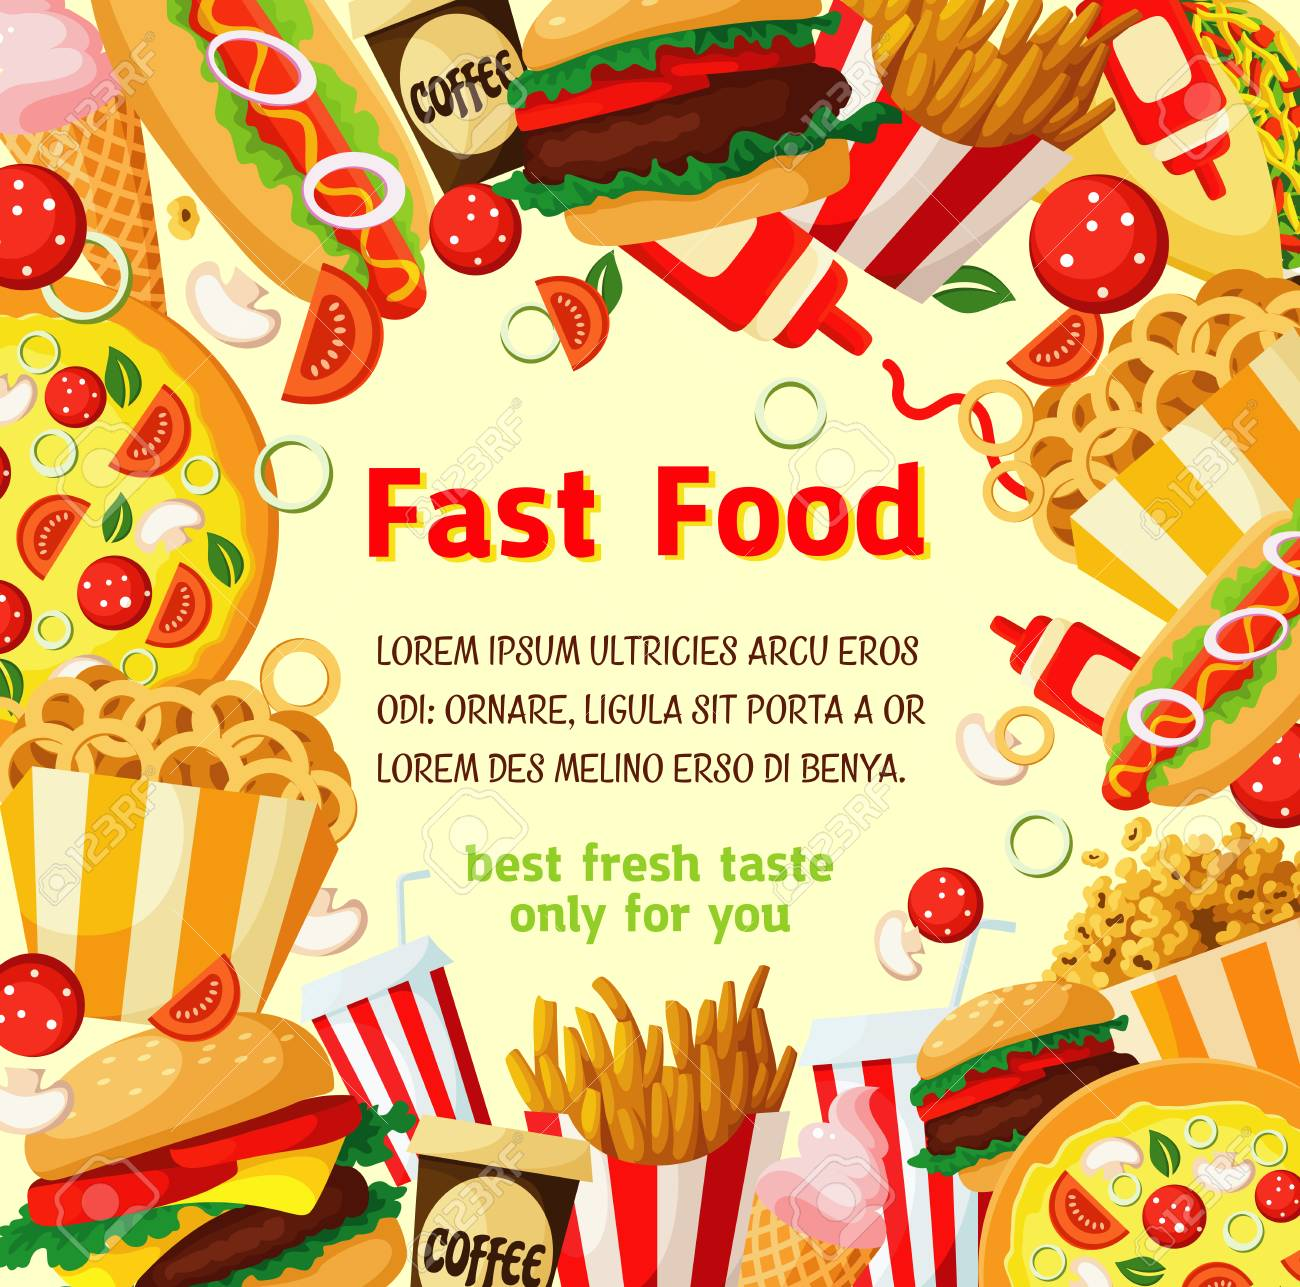 COFFEE
Fast Food
LOREM IPSUM ULTRICIES ARCU EROS
ODI: ORNARE, LIGULA SIT PORTA A OR
LOREM DES MELINO ERSO DI BENYA.
best fresh taste
only for you
COFFEE
123RF